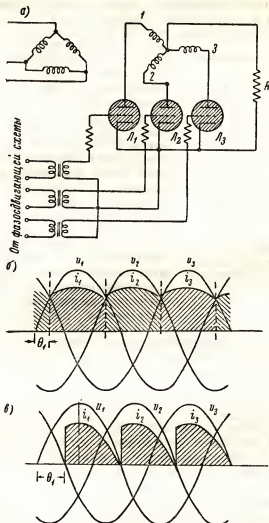 а)
1
3
2
R
Л₁
Л₂
Л₃
От фазосдвигающей схемы
б)
u₁
u₂
u₃
i₁
i₂
i₃
θ₁
в)
u₁
u₂
u₃
i₁
i₂
i₃
θ₁